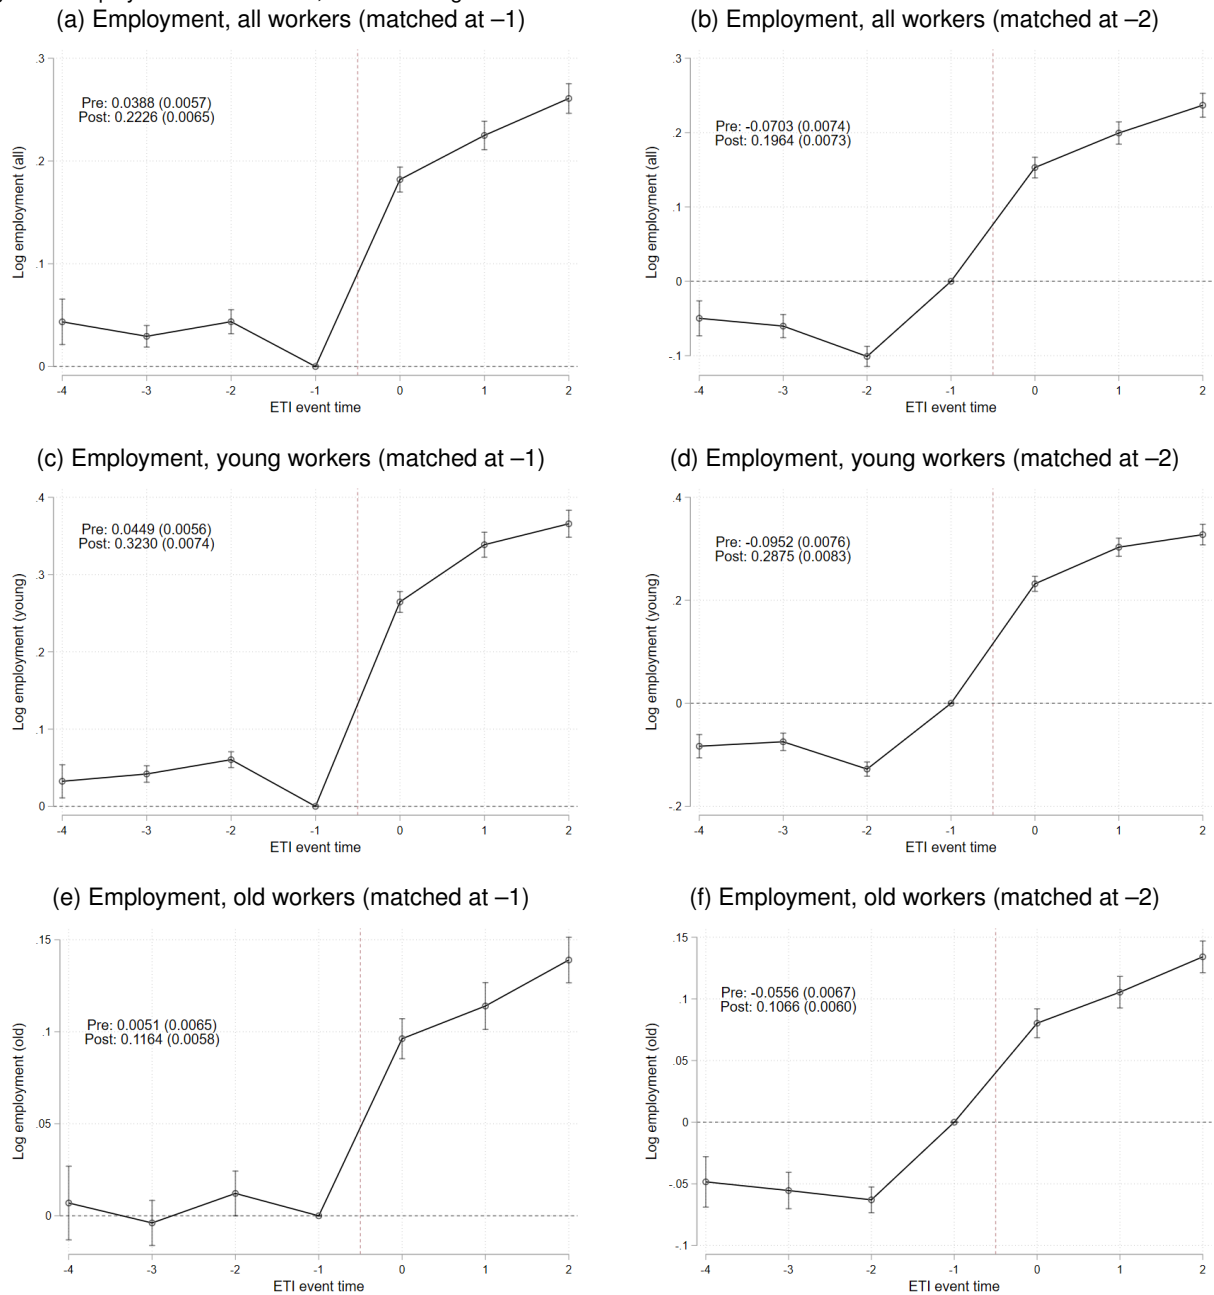 (a) Employment, all workers (matched at –1)
.3
.2
.1
0
Log employment (all)
Pre: 0.0388 (0.0057)
Post: 0.2226 (0.0065)
-4 -3 -2 -1 0 1 2
ETI event time
(b) Employment, all workers (matched at –2)
.3
.2
.1
0
-.1
Log employment (all)
Pre: -0.0703 (0.0074)
Post: 0.1964 (0.0073)
-4 -3 -2 -1 0 1 2
ETI event time
(c) Employment, young workers (matched at –1)
.4
.3
.2
.1
0
Log employment (young)
Pre: 0.0449 (0.0056)
Post: 0.3230 (0.0074)
-4 -3 -2 -1 0 1 2
ETI event time
(d) Employment, young workers (matched at –2)
.4
.2
0
-.2
Log employment (young)
Pre: -0.0952 (0.0076)
Post: 0.2875 (0.0083)
-4 -3 -2 -1 0 1 2
ETI event time
(e) Employment, old workers (matched at –1)
.15
.1
.05
0
Log employment (old)
Pre: 0.0051 (0.0065)
Post: 0.1164 (0.0058)
-4 -3 -2 -1 0 1 2
ETI event time
(f) Employment, old workers (matched at –2)
.15
.1
.05
0
-.05
-.1
Log employment (old)
Pre: -0.0556 (0.0067)
Post: 0.1066 (0.0060)
-4 -3 -2 -1 0 1 2
ETI event time